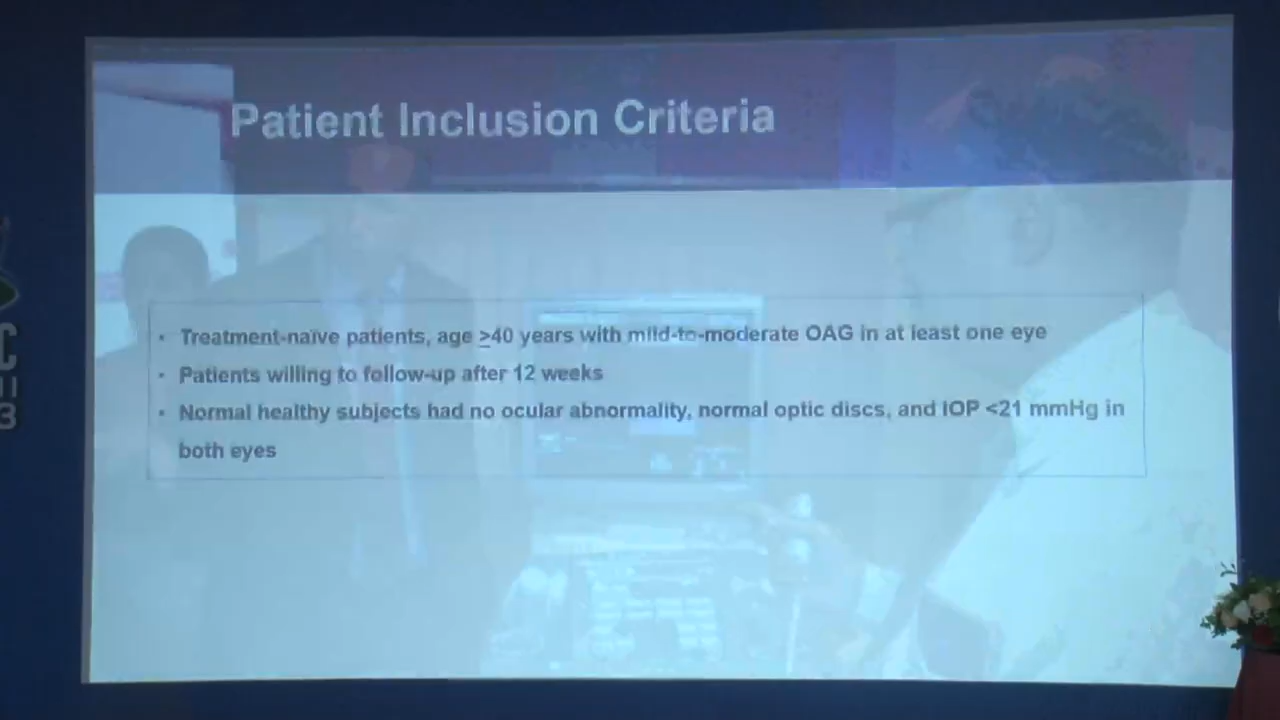 Patient Inclusion Criteria
• Treatment-naïve patients, age ≥40 years with mild-to-moderate OAG in at least one eye
• Patients willing to follow-up after 12 weeks
• Normal healthy subjects had no ocular abnormality, normal optic discs, and IOP <21 mmHg in
both eyes
C
3